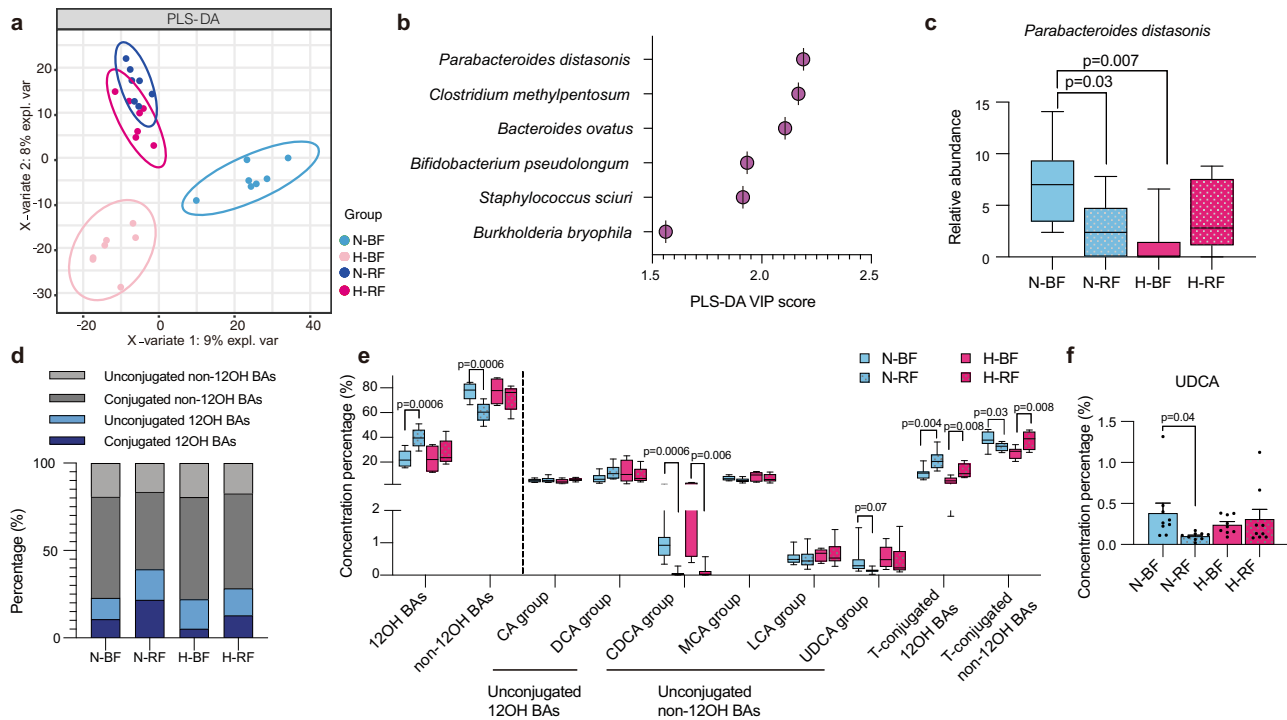 a
PLS-DA
X-variate 2: 8% expl. var
20
10
0
-10
-20
-30
-20
0
20
40
X-variate 1: 9% expl. var
Group
N-BF
H-BF
N-RF
H-RF
b
Parabacteroides distasonis
Clostridium methylpentosum
Bacteroides ovatus
Bifidobacterium pseudolongum
Staphylococcus sciuri
Burkholderia bryophila
1.5
2.0
2.5
PLS-DA VIP score
c
Parabacteroides distasonis
p=0.007
p=0.03
Relative abundance
15
10
5
0
N-BF
N-RF
H-BF
H-RF
d
Unconjugated non-12OH BAs
Conjugated non-12OH BAs
Unconjugated 12OH BAs
Conjugated 12OH BAs
Percentage (%)
100
50
0
N-BF
N-RF
H-BF
H-RF
e
N-BF
N-RF
H-BF
H-RF
Concentration percentage (%)
80
60
40
20
2
1
0
p=0.0006
p=0.0006
p=0.0006
p=0.006
p=0.07
p=0.004
p=0.008
p=0.03
p=0.008
12OH BAs
non-12OH BAs
CA group
DCA group
CDCA group
MCA group
LCA group
UDCA group
T-conjugated
12OH BAs
T-conjugated
non-12OH BAs
Unconjugated
12OH BAs
Unconjugated
non-12OH BAs
f
UDCA
Concentration percentage (%)
1.5
1.0
0.5
0.0
p=0.04
N-BF
N-RF
H-BF
H-RF